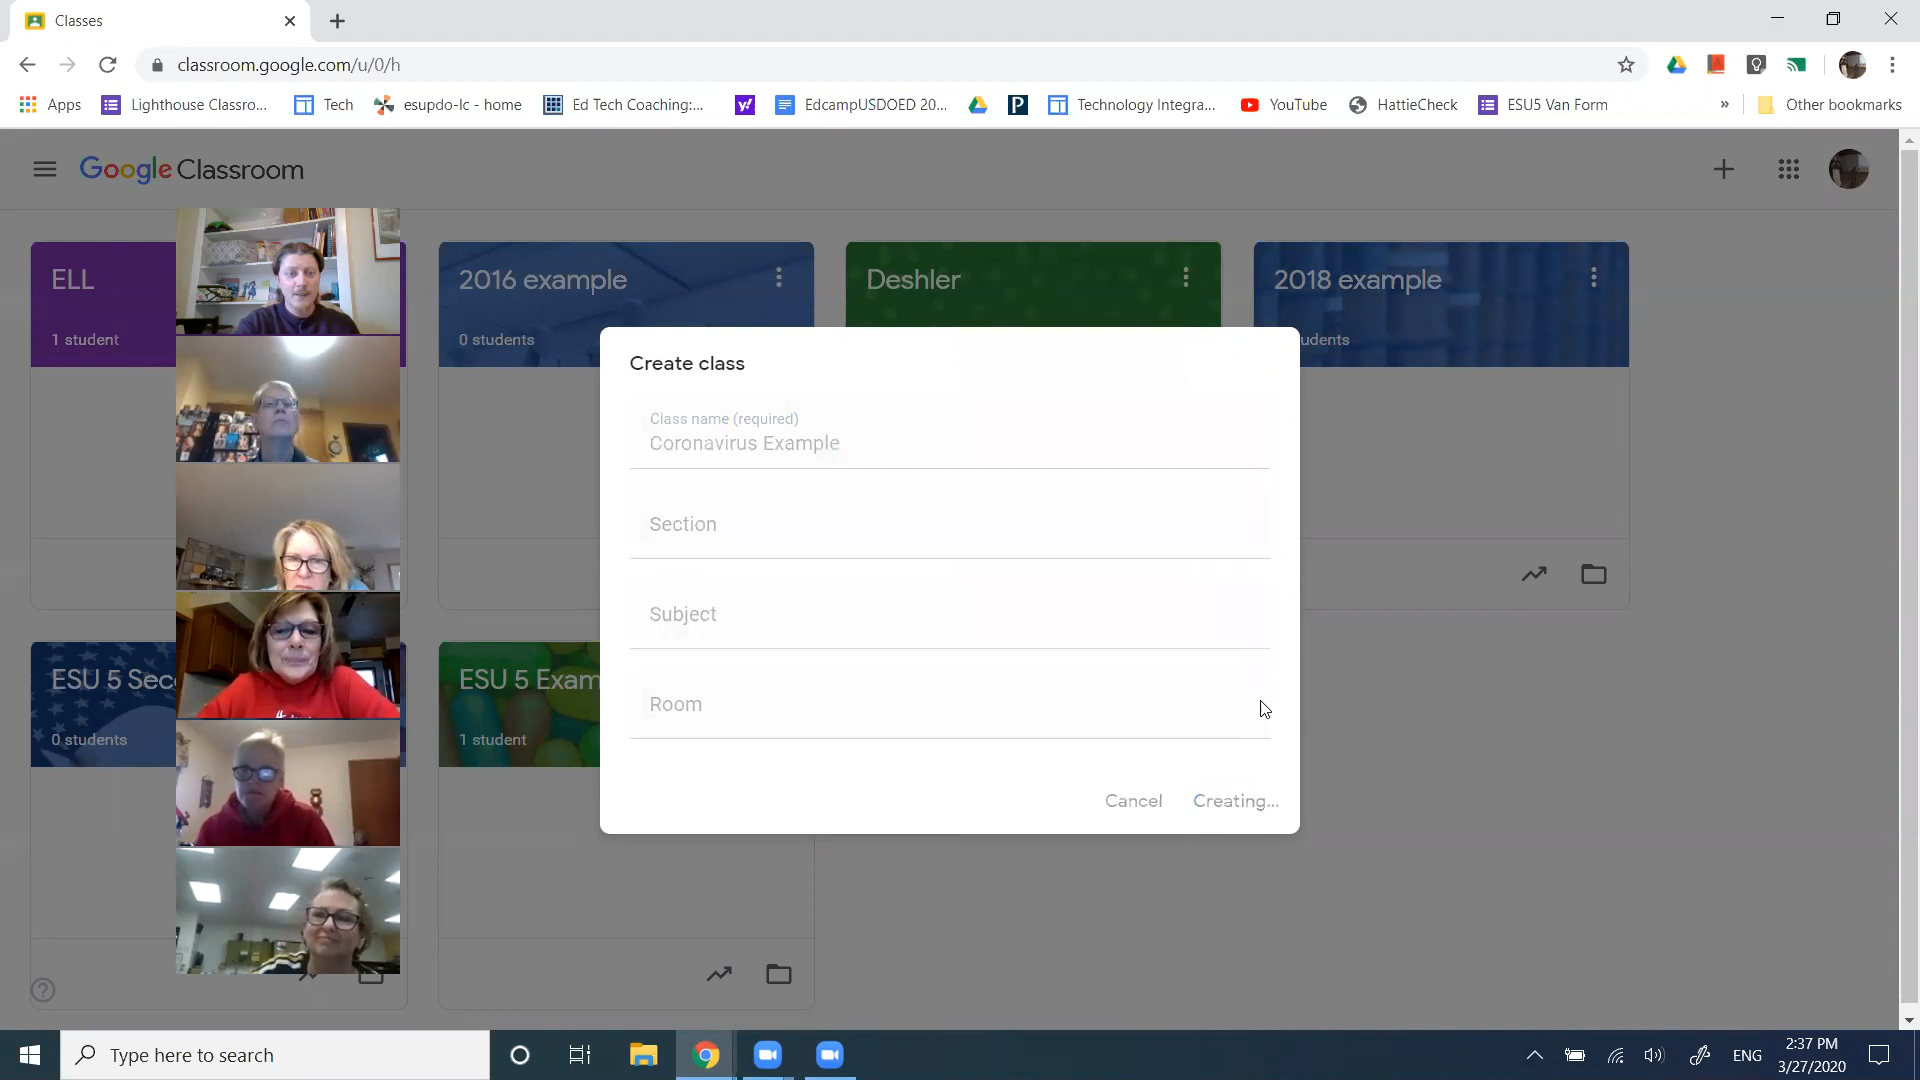 Classes
classroom.google.com/u/0/h
Apps
Lighthouse Classro...
Tech
esupdo-lc - home
Ed Tech Coaching:...
EdcampUSDOED 20...
Technology Integra...
YouTube
HattieCheck
ESU5 Van Form
»
Other bookmarks
Google Classroom
ELL
1 student
2016 example
0 students
Deshler
2018 example
udents
Create class
Class name (required)
Coronavirus Example
Section
Subject
Room
Cancel
Creating...
ESU 5 Sec
0 students
ESU 5 Exam
1 student
Type here to search
ENG
2:37 PM
3/27/2020